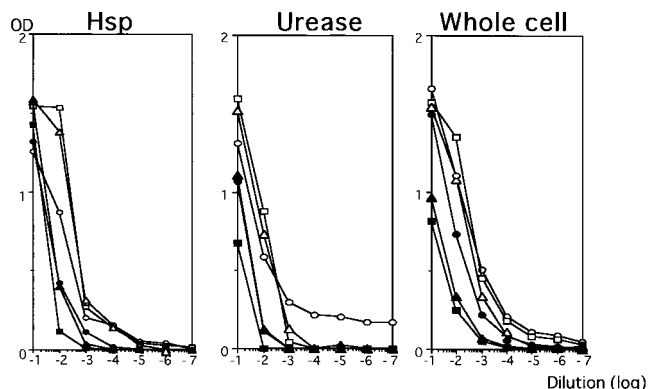 OD Hsp Urease Whole cell
2 2 2
1 1 1
0 0 0
-1 -2 -3 -4 -5 -6 -7 -1 -2 -3 -4 -5 -6 -7 -1 -2 -3 -4 -5 -6 -7
Dilution (log)